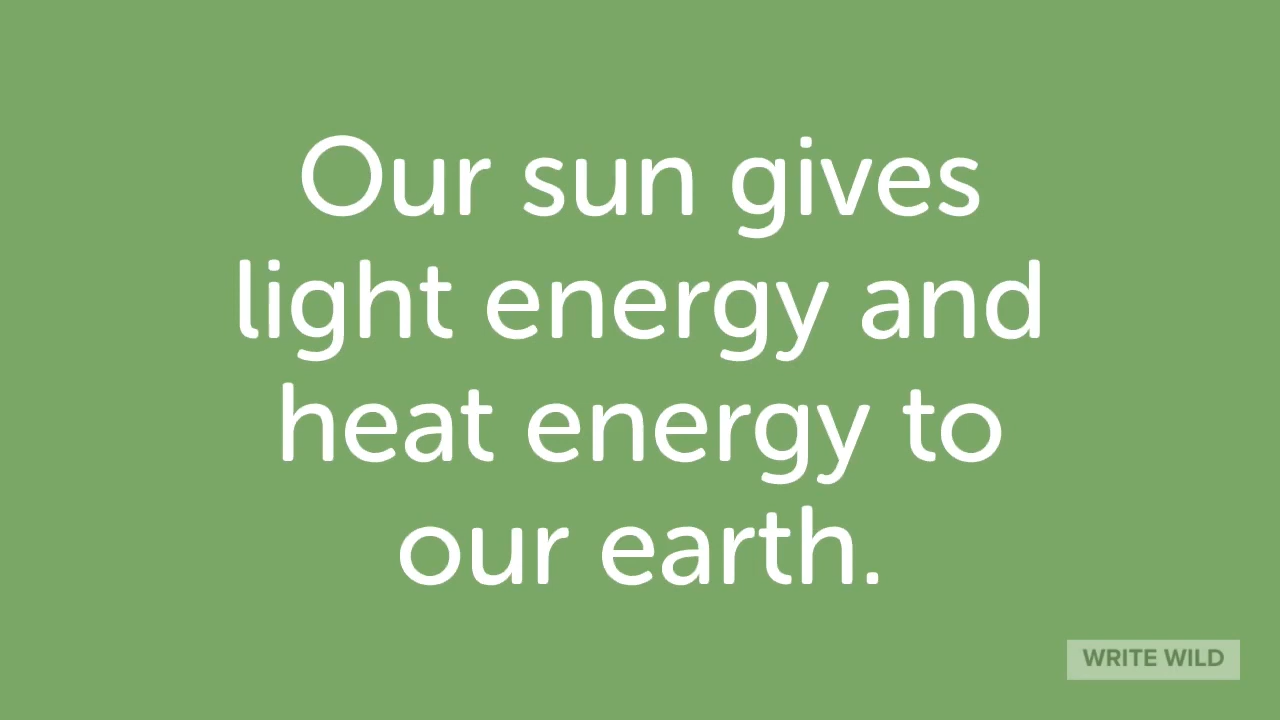 Our sun gives
light energy and
heat energy to
our earth.
WRITE WILD